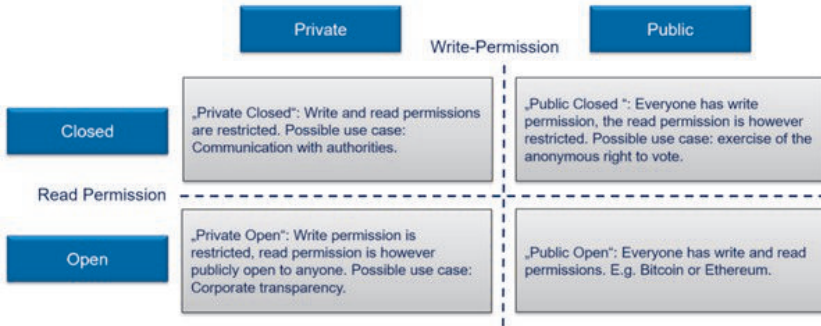 Private
Write-Permission
Public
Closed
„Private Closed“: Write and read permissions
are restricted. Possible use case:
Communication with authorities.
„Public Closed “: Everyone has write
permission, the read permission is however
restricted. Possible use case: exercise of the
anonymous right to vote.
Read Permission
Open
„Private Open“: Write permission is
restricted, read permission is however
publicly open to anyone. Possible use case:
Corporate transparency.
„Public Open“: Everyone has write and read
permissions. E.g. Bitcoin or Ethereum.